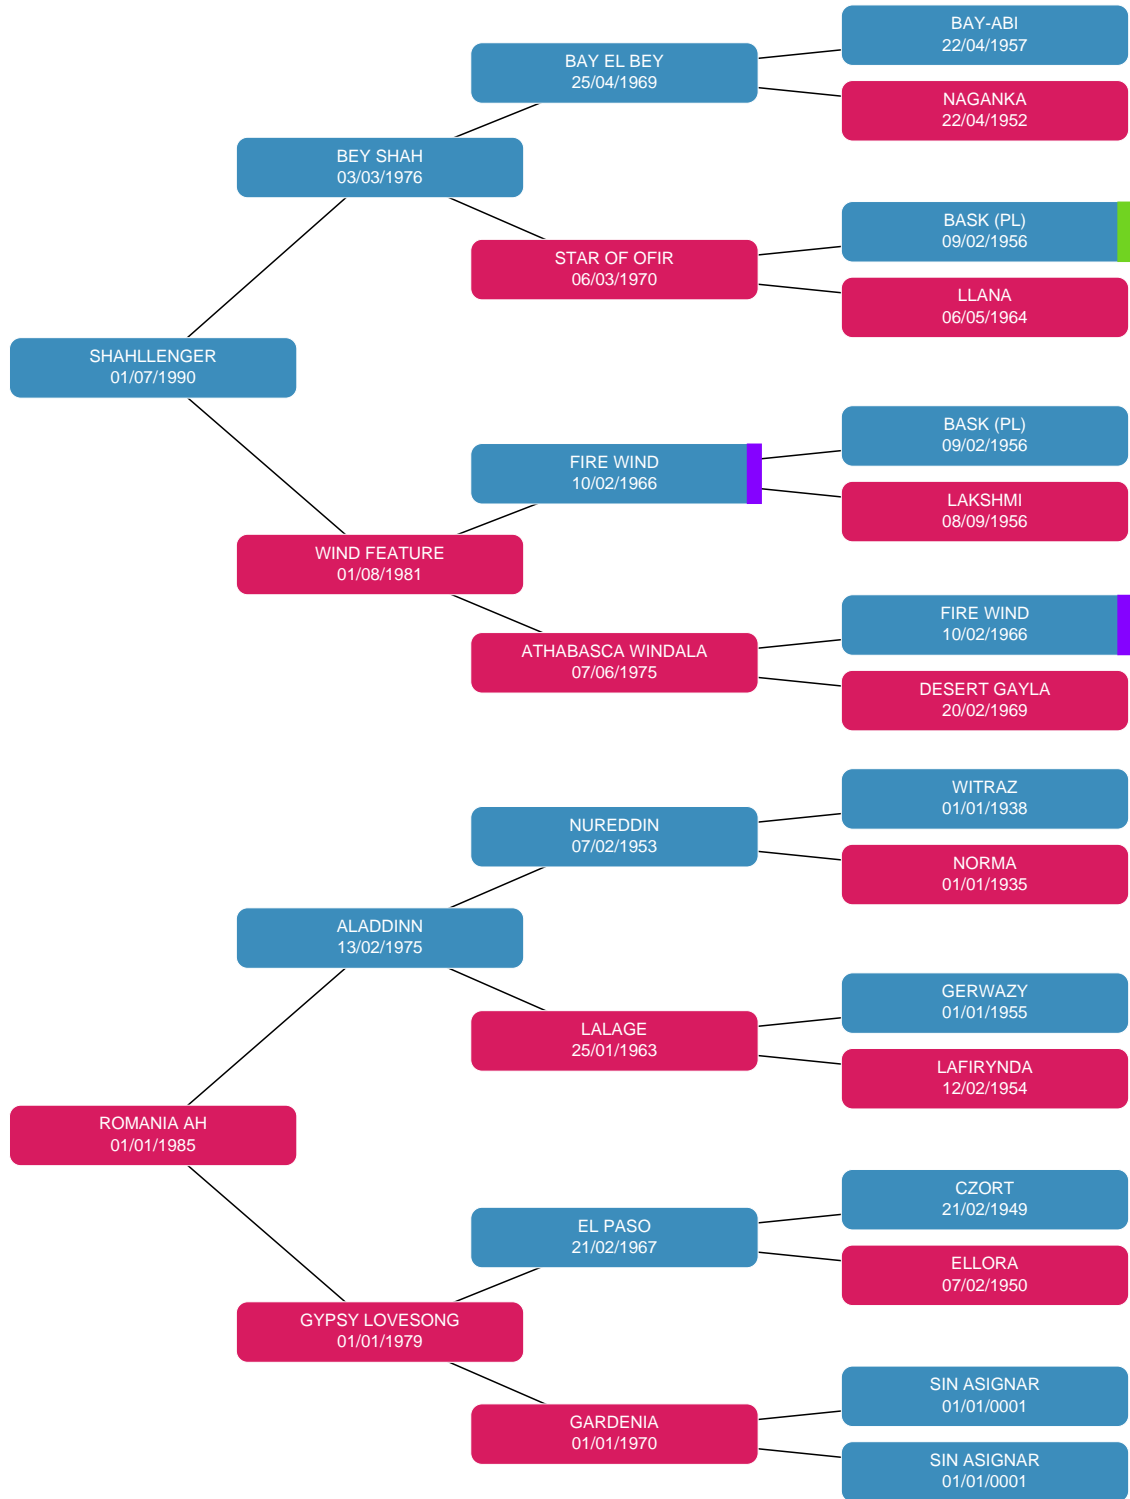 BAY-ABI
22/04/1957
BAY EL BEY
25/04/1969
NAGANKA
22/04/1952
BEY SHAH
03/03/1976
BASK (PL)
09/02/1956
STAR OF OFIR
06/03/1970
LLANA
06/05/1964
SHAHLLENGER
01/07/1990
BASK (PL)
09/02/1956
FIRE WIND
10/02/1966
LAKSHMI
08/09/1956
WIND FEATURE
01/08/1981
FIRE WIND
10/02/1966
ATHABASCA WINDALA
07/06/1975
DESERT GAYLA
20/02/1969
WITRAZ
01/01/1938
NUREDDIN
07/02/1953
NORMA
01/01/1935
ALADDINN
13/02/1975
GERWAZY
01/01/1955
LALAGE
25/01/1963
LAFIRYNDA
12/02/1954
ROMANIA AH
01/01/1985
CZORT
21/02/1949
EL PASO
21/02/1967
ELLORA
07/02/1950
GYPSY LOVESONG
01/01/1979
SIN ASIGNAR
01/01/0001
GARDENIA
01/01/1970
SIN ASIGNAR
01/01/0001